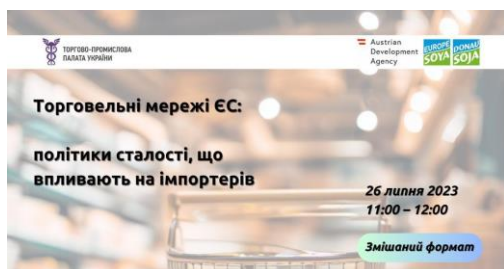 ТОРГОВО-ПРОМИСЛОВА
ПАЛАТА УКРАЇНИ
Austrian
Development
Agency
EUROPE
SOYA
DONAU
SOJA
Торговельні мережі ЄС:
політики сталості, що
впливають на імпортерів
26 липня 2023
11:00 – 12:00
Змішаний формат